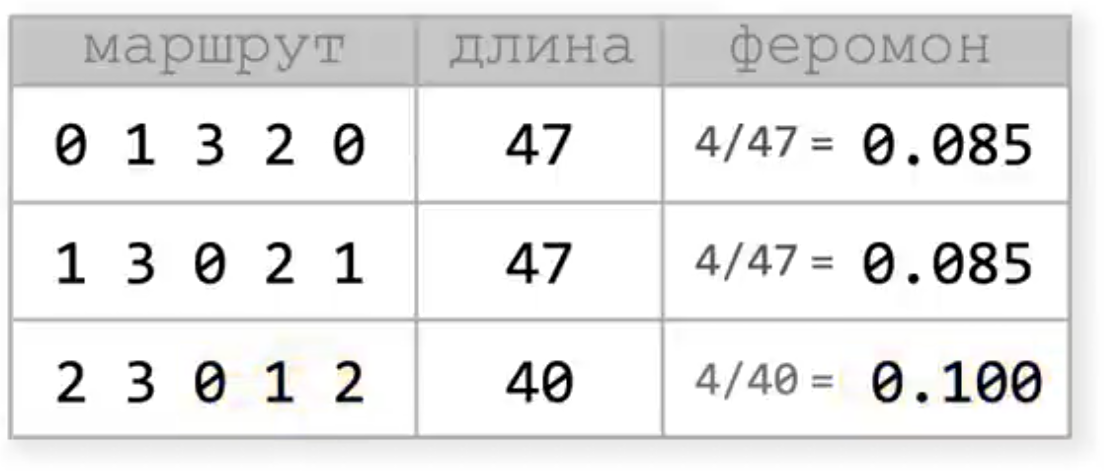 маршрут длина феромон
0 1 3 2 0 47 4/47 = 0.085
1 3 0 2 1 47 4/47 = 0.085
2 3 0 1 2 40 4/40 = 0.100